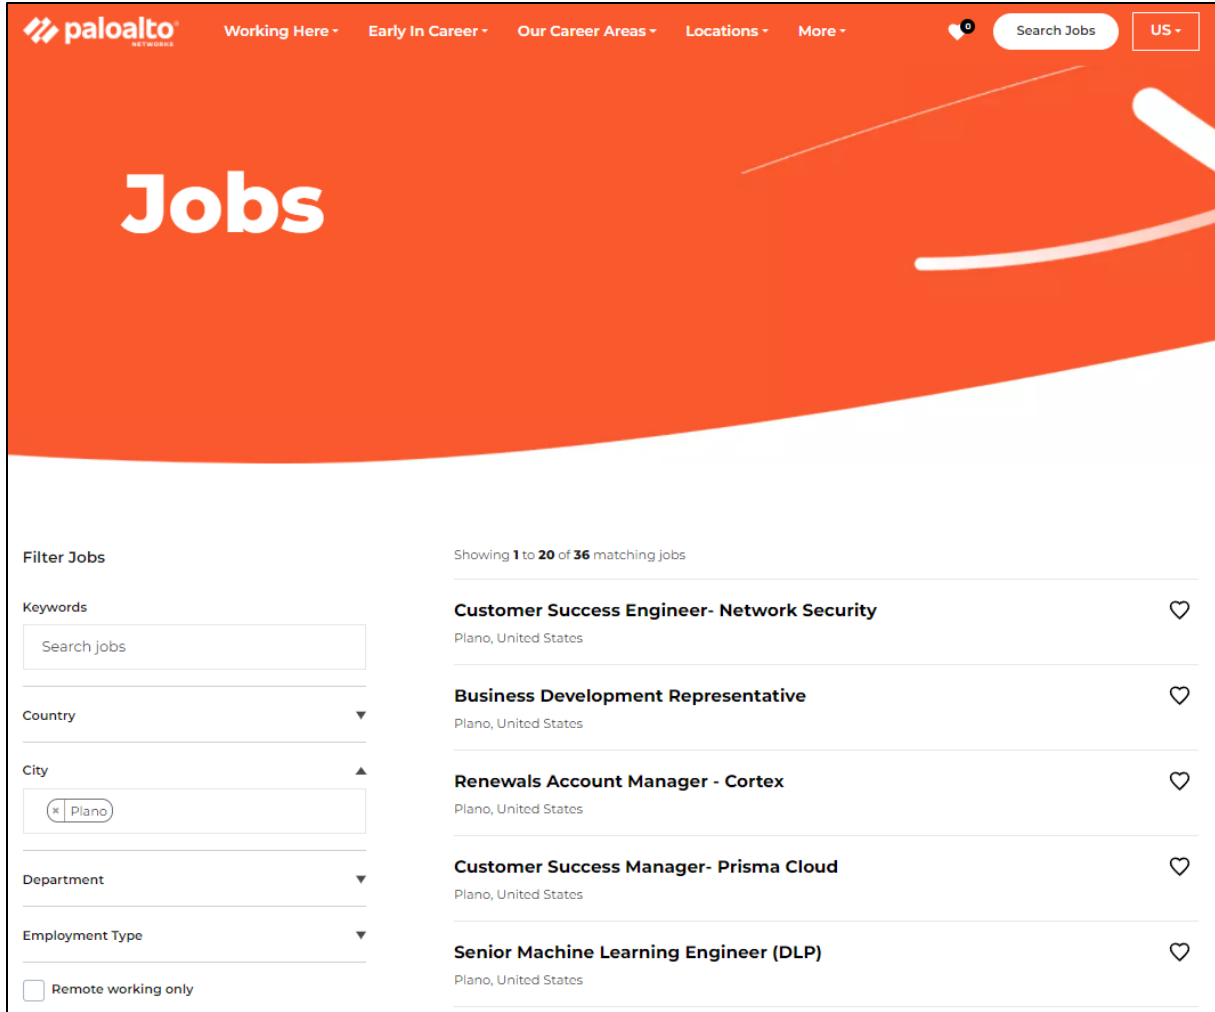 paloalto
NETWORKS
Working Here
Early In Career
Our Career Areas
Locations
More
0
Search Jobs
US
Jobs
Filter Jobs
Keywords
Search jobs
Country
City
× Plano
Department
Employment Type
Remote working only
Showing 1 to 20 of 36 matching jobs
Customer Success Engineer- Network Security
Plano, United States
Business Development Representative
Plano, United States
Renewals Account Manager - Cortex
Plano, United States
Customer Success Manager- Prisma Cloud
Plano, United States
Senior Machine Learning Engineer (DLP)
Plano, United States